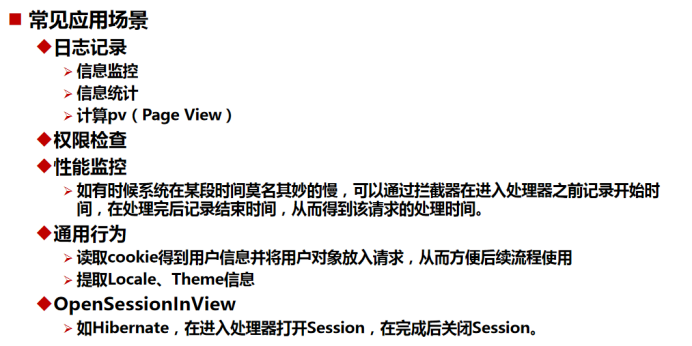 常见应用场景
日志记录
信息监控
信息统计
计算pv（Page View）
权限检查
性能监控
如有时候系统在某段时间莫名其妙的慢，可以通过拦截器在进入处理器之前记录开始时
间，在处理完后记录结束时间，从而得到该请求的处理时间。
通用行为
读取cookie得到用户信息并将用户对象放入请求，从而方便后续流程使用
提取Locale、Theme信息
OpenSessionInView
如Hibernate，在进入处理器打开Session，在完成后关闭Session。